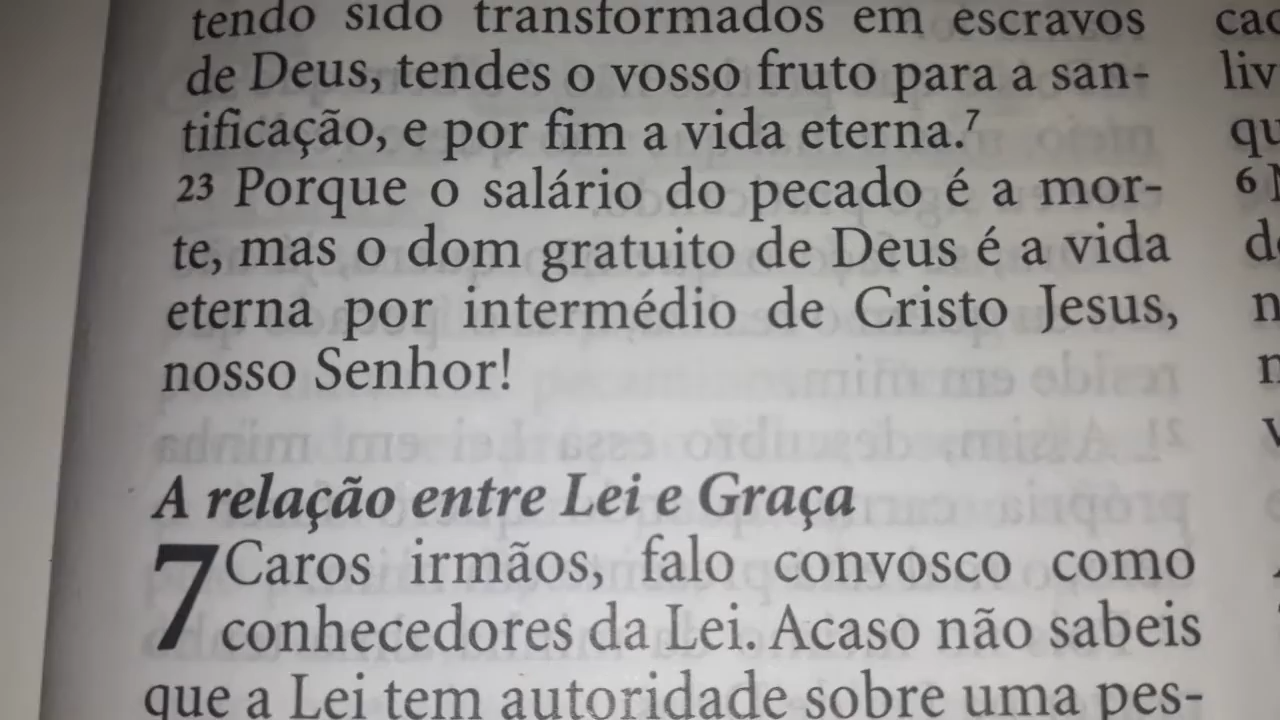 tendo sido transformados em escravos
de Deus, tendes o vosso fruto para a san-
tificação, e por fim a vida eterna.7
23 Porque o salário do pecado é a mor-
te, mas o dom gratuito de Deus é a vida
eterna por intermédio de Cristo Jesus,
nosso Senhor!
A relação entre Lei e Graça
7 Caros irmãos, falo convosco como
conhecedores da Lei. Acaso não sabeis
que a Lei tem autoridade sobre uma pes-
6